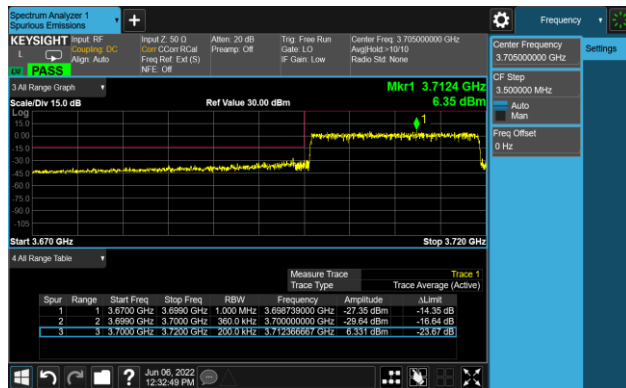 Spectrum Analyzer 1
Spurious Emissions
Frequency
KEYSIGHT Input: RF Input Z: 50 Ω Atten: 20 dB Trig: Free Run Center Freq: 3.705000000 GHz
L Coupling: DC Corr CCorr RCal Preamp: Off Gate: LO Avg|Hold:>10/10
Align: Auto Freq Ref: Ext (S) IF Gain: Low Radio Std: None
NFE: Off
LV PASS
Center Frequency
3.705000000 GHz
Settings
CF Step
3.500000 MHz
Auto
Man
Freq Offset
0 Hz
3 All Range Graph
Mkr1 3.7124 GHz
Scale/Div 15.0 dB Ref Value 30.00 dBm 6.35 dBm
Log
15.0
0.00
-15.0
-30.0
-45.0
-60.0
-75.0
-90.0
-105
1
Start 3.670 GHz Stop 3.720 GHz
4 All Range Table
Measure Trace Trace 1
Trace Type Trace Average (Active)
Spur Range Start Freq Stop Freq RBW Frequency Amplitude ΔLimit
1 1 3.6700 GHz 3.6990 GHz 1.000 MHz 3.698739000 GHz -27.35 dBm -14.35 dB
2 2 3.6990 GHz 3.7000 GHz 360.0 kHz 3.700000000 GHz -29.64 dBm -16.64 dB
3 3 3.7000 GHz 3.7200 GHz 200.0 kHz 3.712366667 GHz 6.331 dBm -23.67 dB
Jun 06, 2022
12:32:49 PM